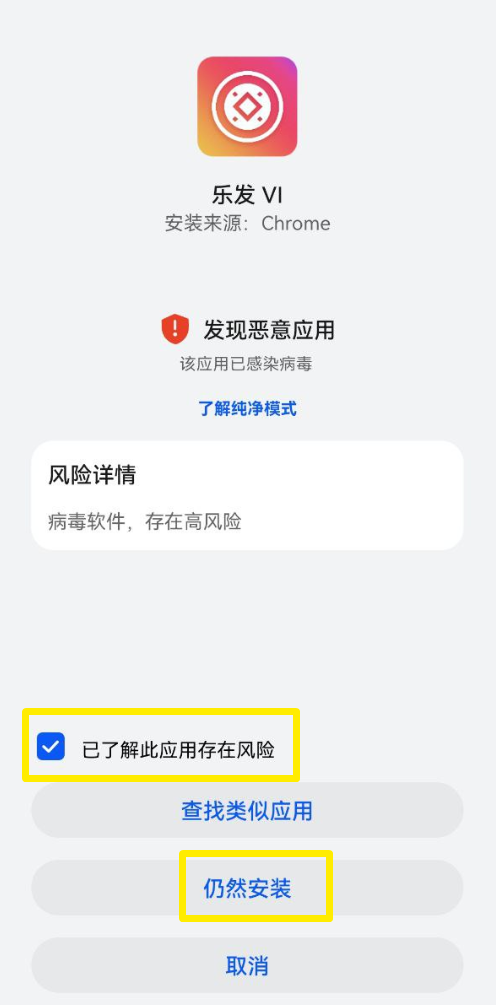 乐发 VI
安装来源：Chrome
发现恶意应用
该应用已感染病毒
了解纯净模式
风险详情
病毒软件，存在高风险
已了解此应用存在风险
查找类似应用
仍然安装
取消